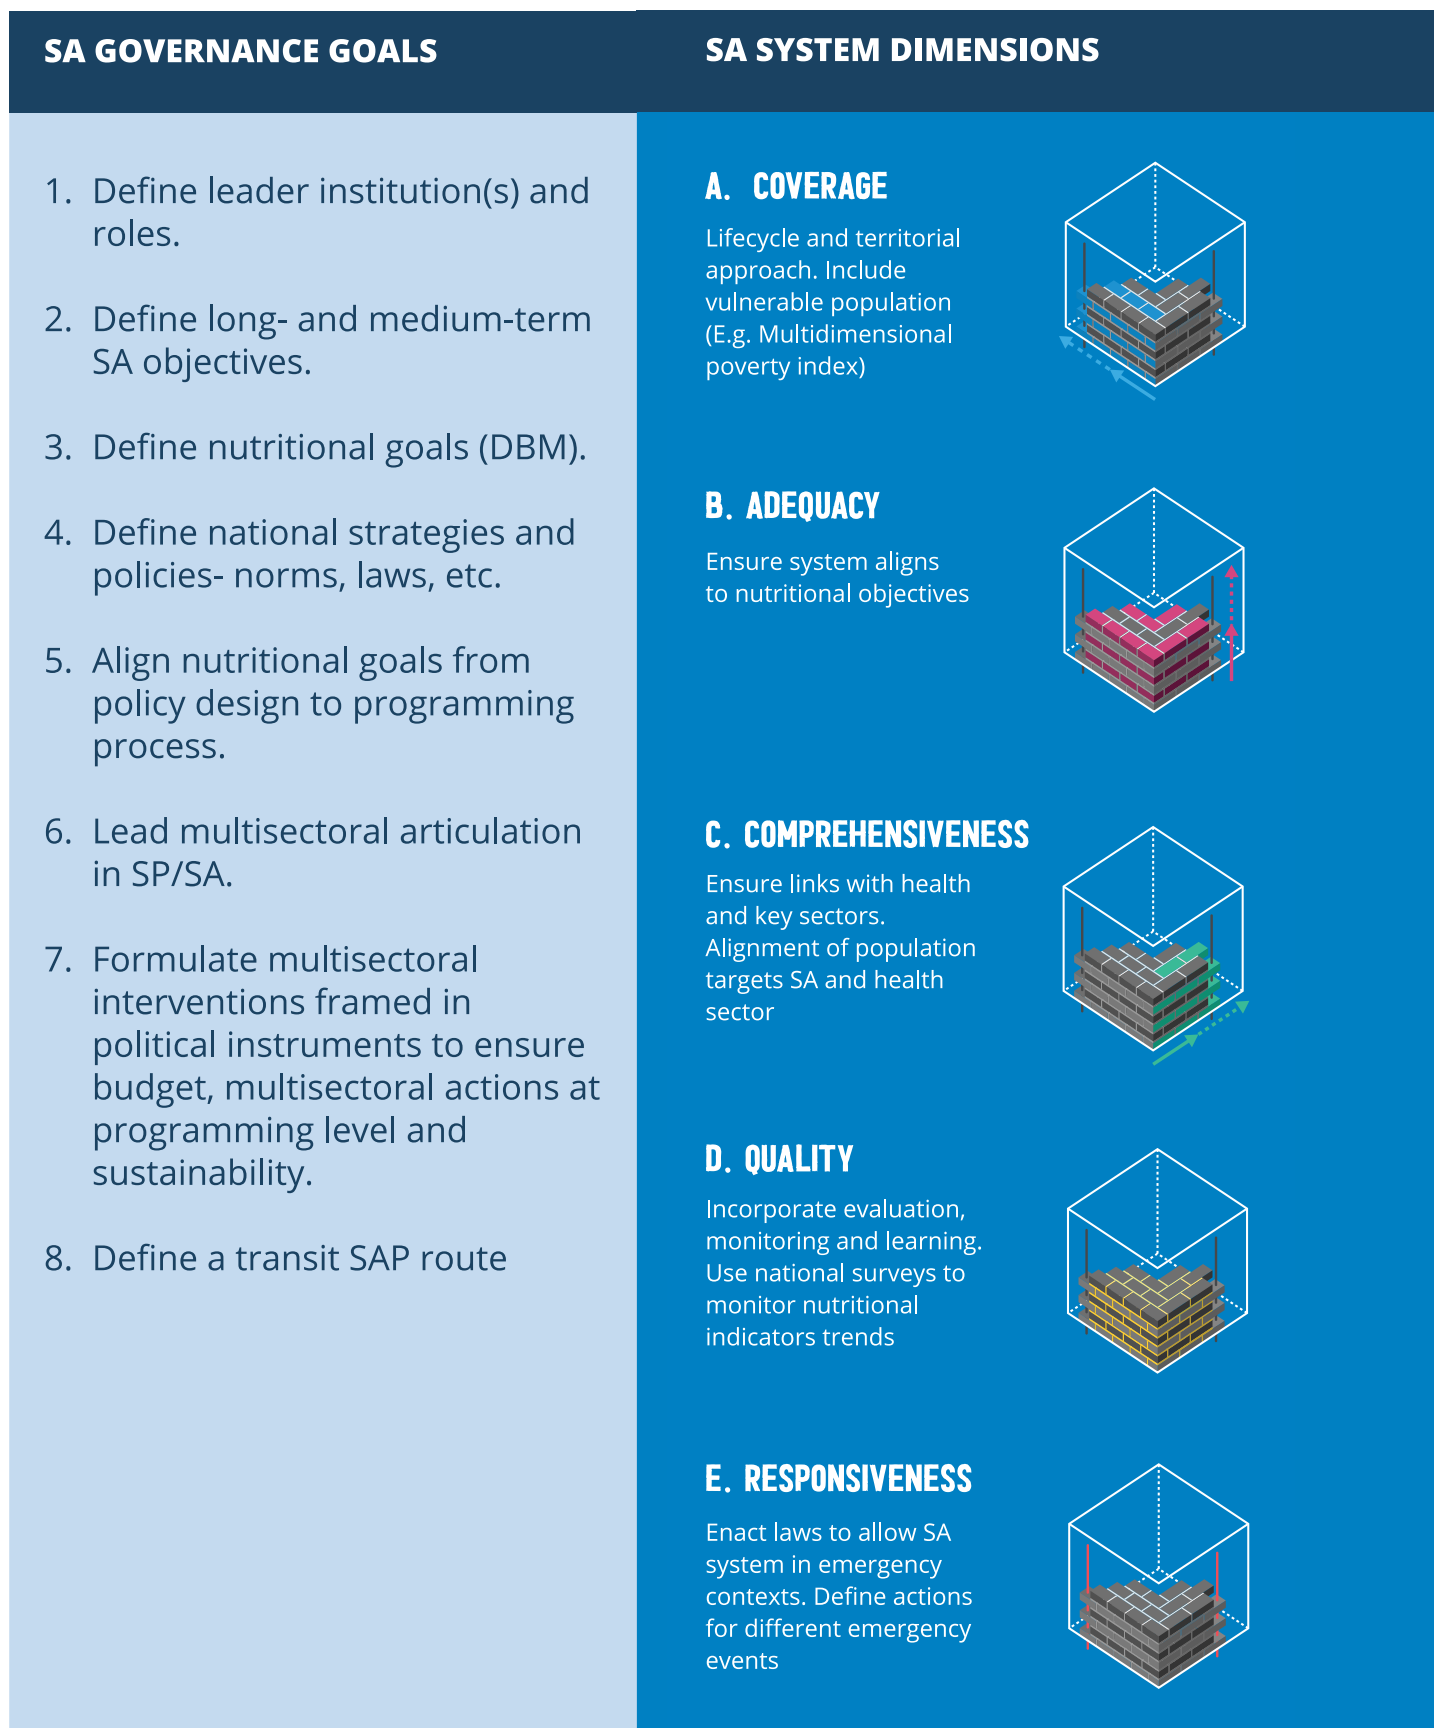 SA GOVERNANCE GOALS
1. Define leader institution(s) and
roles.
2. Define long- and medium-term
SA objectives.
3. Define nutritional goals (DBM).
4. Define national strategies and
policies- norms, laws, etc.
5. Align nutritional goals from
policy design to programming
process.
6. Lead multisectoral articulation
in SP/SA.
7. Formulate multisectoral
interventions framed in
political instruments to ensure
budget, multisectoral actions at
programming level and
sustainability.
8. Define a transit SAP route
SA SYSTEM DIMENSIONS
A. COVERAGE
Lifecycle and territorial
approach. Include
vulnerable population
(E.g. Multidimensional
poverty index)
B. ADEQUACY
Ensure system aligns
to nutritional objectives
C. COMPREHENSIVENESS
Ensure links with health
and key sectors.
Alignment of population
targets SA and health
sector
D. QUALITY
Incorporate evaluation,
monitoring and learning.
Use national surveys to
monitor nutritional
indicators trends
E. RESPONSIVENESS
Enact laws to allow SA
system in emergency
contexts. Define actions
for different emergency
events